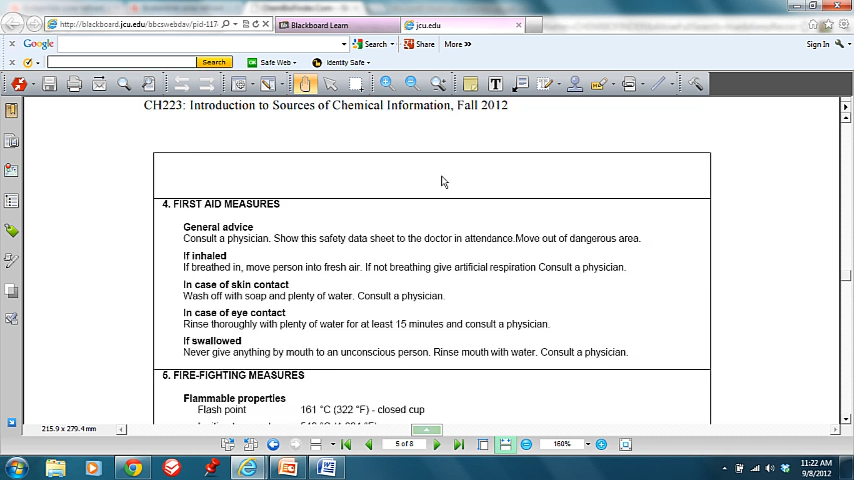 http://blackboard.jcu.edu/bbcswebdav/pid-117
Blackboard Learn
jcu.edu
Google
Search
Share
More »
Sign In
Search
Safe Web
Identity Safe
CH223: Introduction to Sources of Chemical Information, Fall 2012
4. FIRST AID MEASURES
General advice
Consult a physician. Show this safety data sheet to the doctor in attendance.Move out of dangerous area.
If inhaled
If breathed in, move person into fresh air. If not breathing give artificial respiration Consult a physician.
In case of skin contact
Wash off with soap and plenty of water. Consult a physician.
In case of eye contact
Rinse thoroughly with plenty of water for at least 15 minutes and consult a physician.
If swallowed
Never give anything by mouth to an unconscious person. Rinse mouth with water. Consult a physician.
5. FIRE-FIGHTING MEASURES
Flammable properties
Flash point 161 °C (322 °F) - closed cup
215.9 x 279.4 mm
5 of 8
160%
11:22 AM
9/8/2012